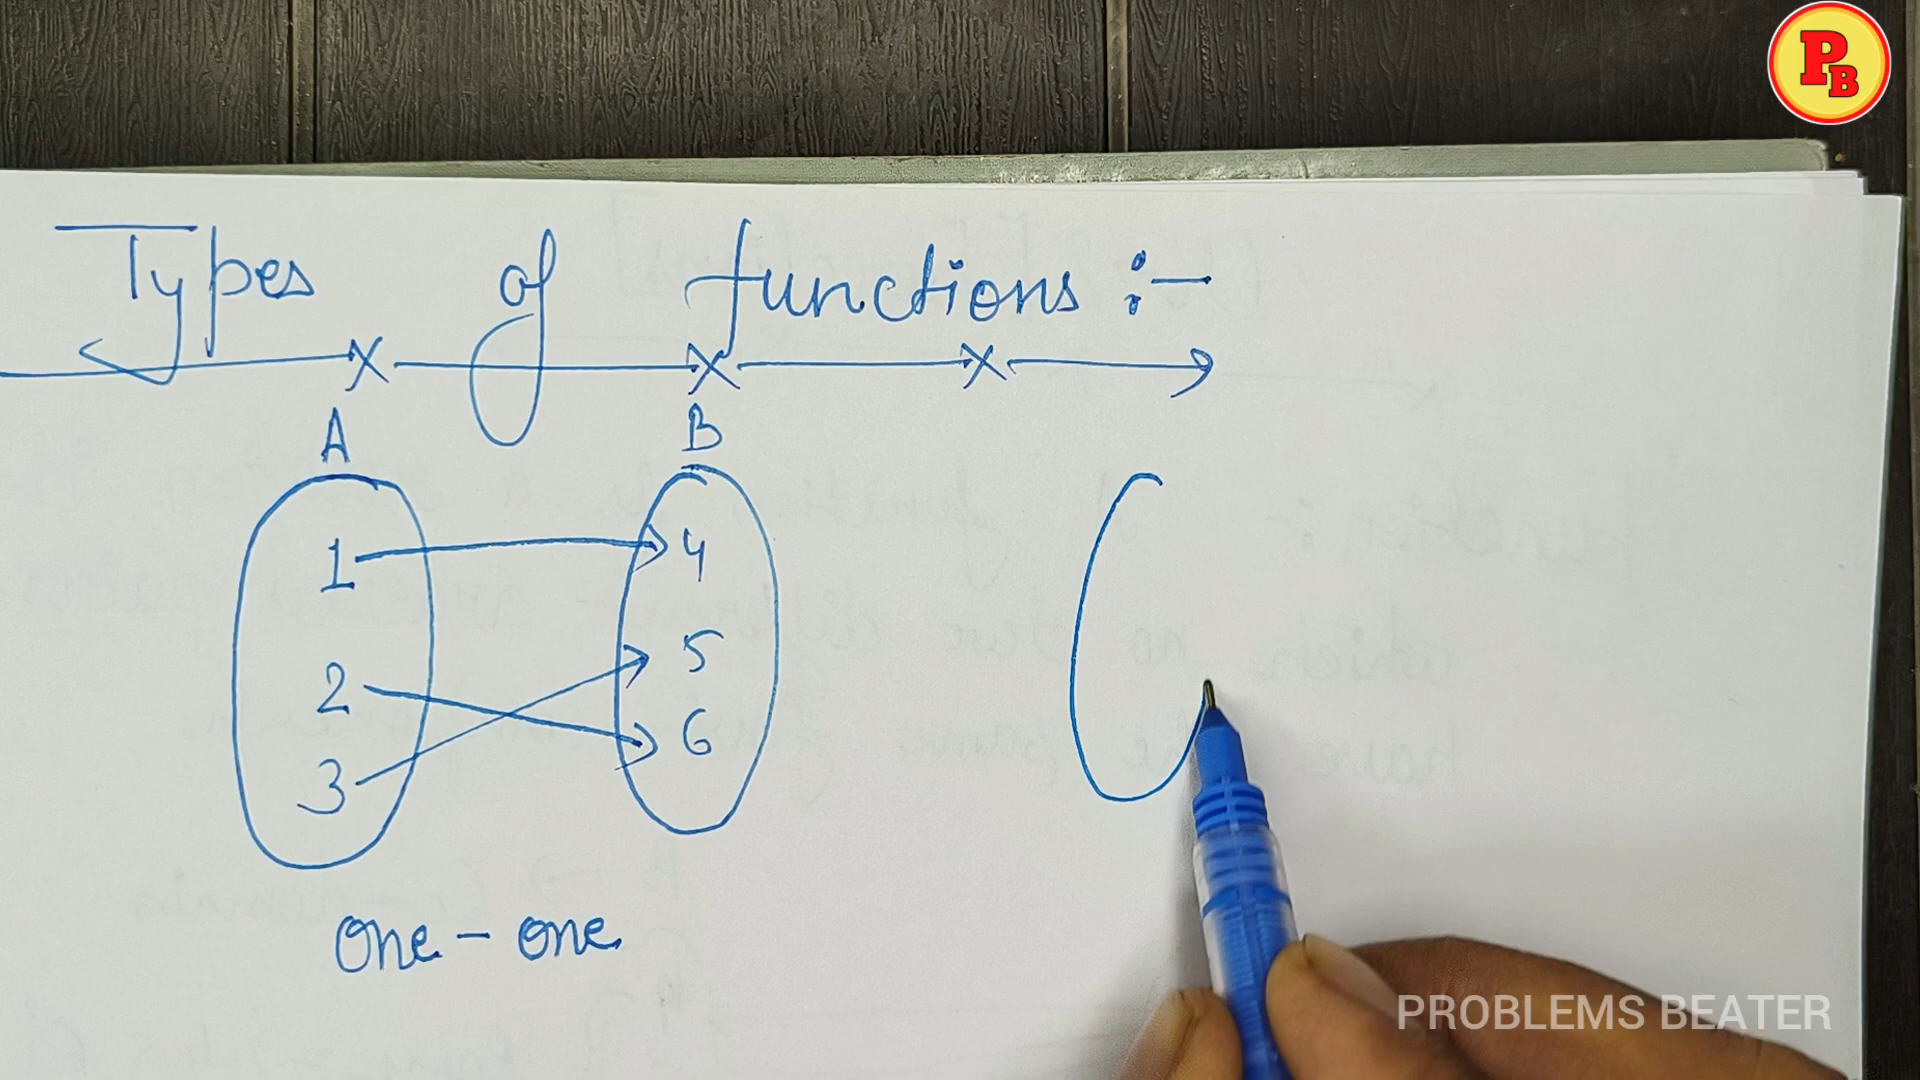 PB
Types of functions :-
A B
1 4
2 5
3 6
one - one
PROBLEMS BEATER